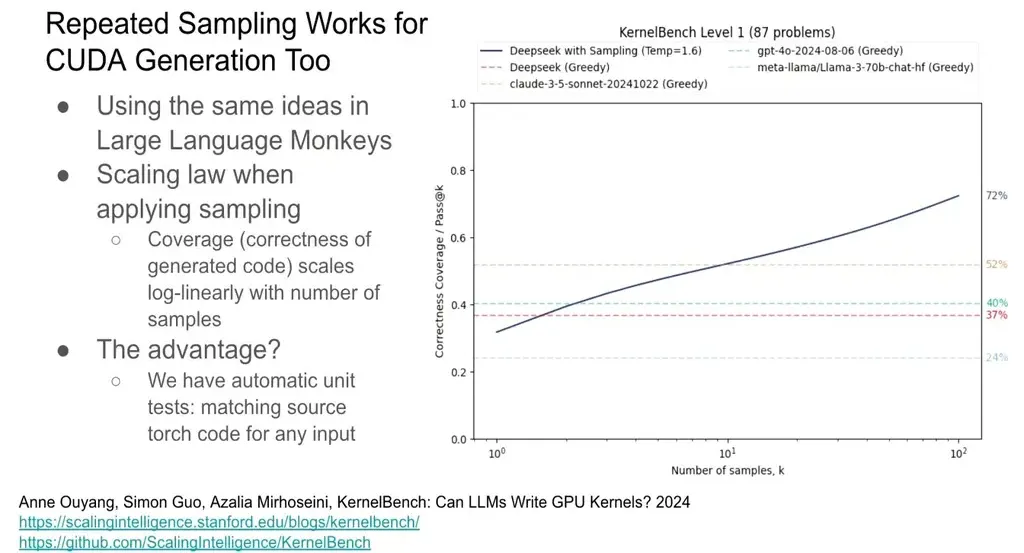 Repeated Sampling Works for
CUDA Generation Too
● Using the same ideas in
Large Language Monkeys
● Scaling law when
applying sampling
○ Coverage (correctness of
generated code) scales
log-linearly with number of
samples
● The advantage?
○ We have automatic unit
tests: matching source
torch code for any input
KernelBench Level 1 (87 problems)
Deepseek with Sampling (Temp=1.6)
Deepseek (Greedy)
claude-3-5-sonnet-20241022 (Greedy)
gpt-4o-2024-08-06 (Greedy)
meta-llama/Llama-3-70b-chat-hf (Greedy)
Correctness Coverage / Pass@k
1.0
0.8
0.6
0.4
0.2
0.0
72%
52%
40%
37%
24%
10⁰
10¹
10²
Number of samples, k
Anne Ouyang, Simon Guo, Azalia Mirhoseini, KernelBench: Can LLMs Write GPU Kernels? 2024
https://scalingintelligence.stanford.edu/blogs/kernelbench/
https://github.com/ScalingIntelligence/KernelBench